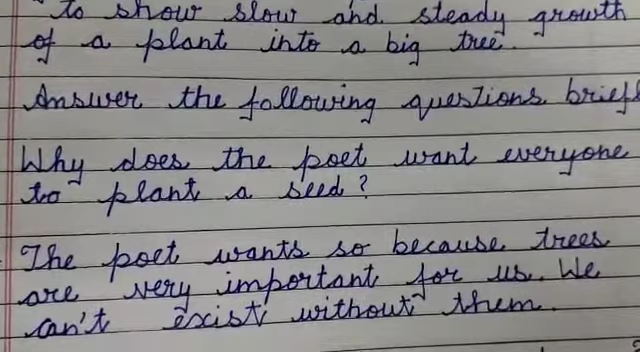 to show slow and steady growth
of a plant into a big tree.
Answer the following questions
Why does the poet want everyone
to plant a seed?
The poet wants so because trees
are very important for us. We
can't exist without them.